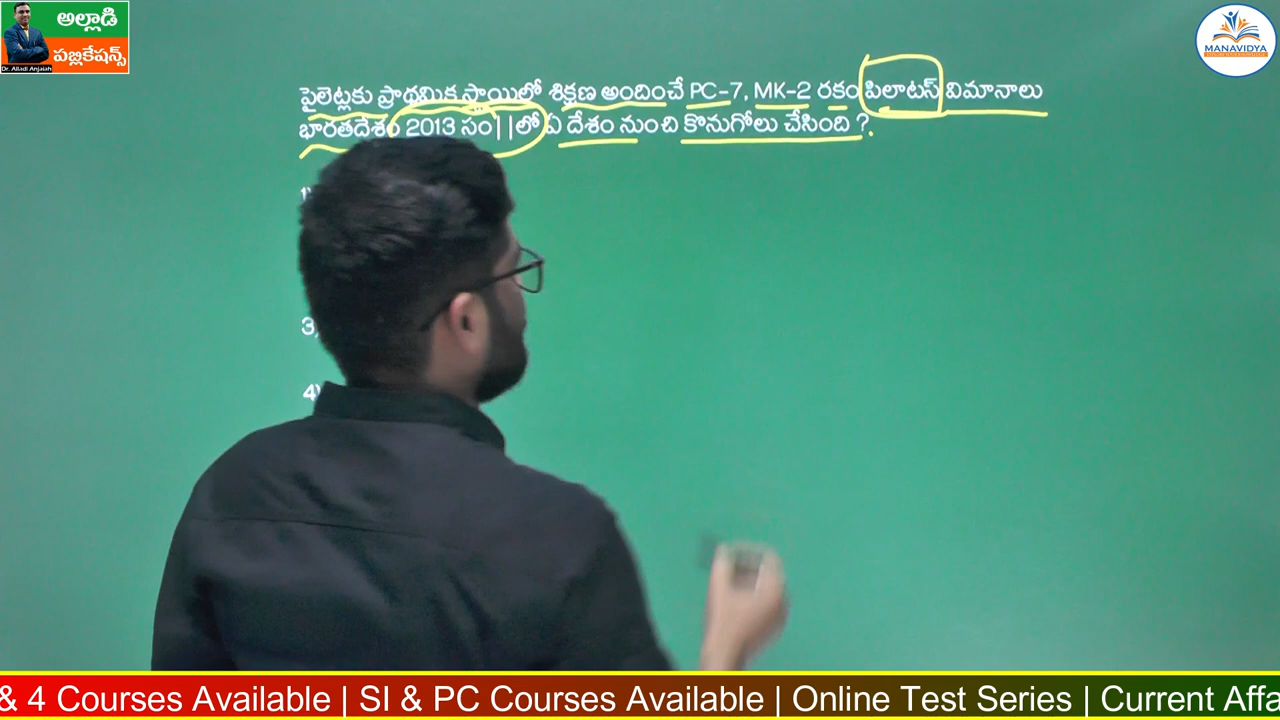 అల్లాడి
పబ్లికేషన్స్
Dr. Alladi Anjaiah
MANAVIDYA
పైలెట్లకు ప్రాథమిక స్థాయిలో శిక్షణ అందించే PC-7, MK-2 రకం పిలాటస్ విమానాలు
భారతదేశం 2013 సం||లో ఏ దేశం నుంచి కొనుగోలు చేసింది ?
3)
4)
& 4 Courses Available | SI & PC Courses Available | Online Test Series | Current Affa